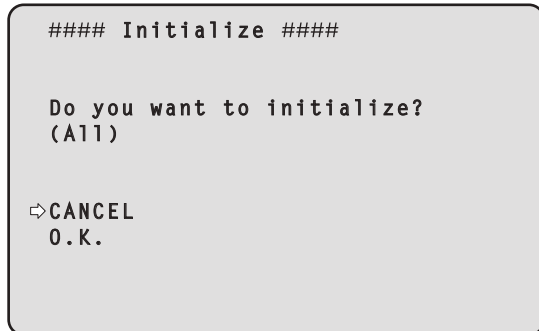 #### Initialize ####
Do you want to initialize?
(All)
⇨CANCEL
O.K.